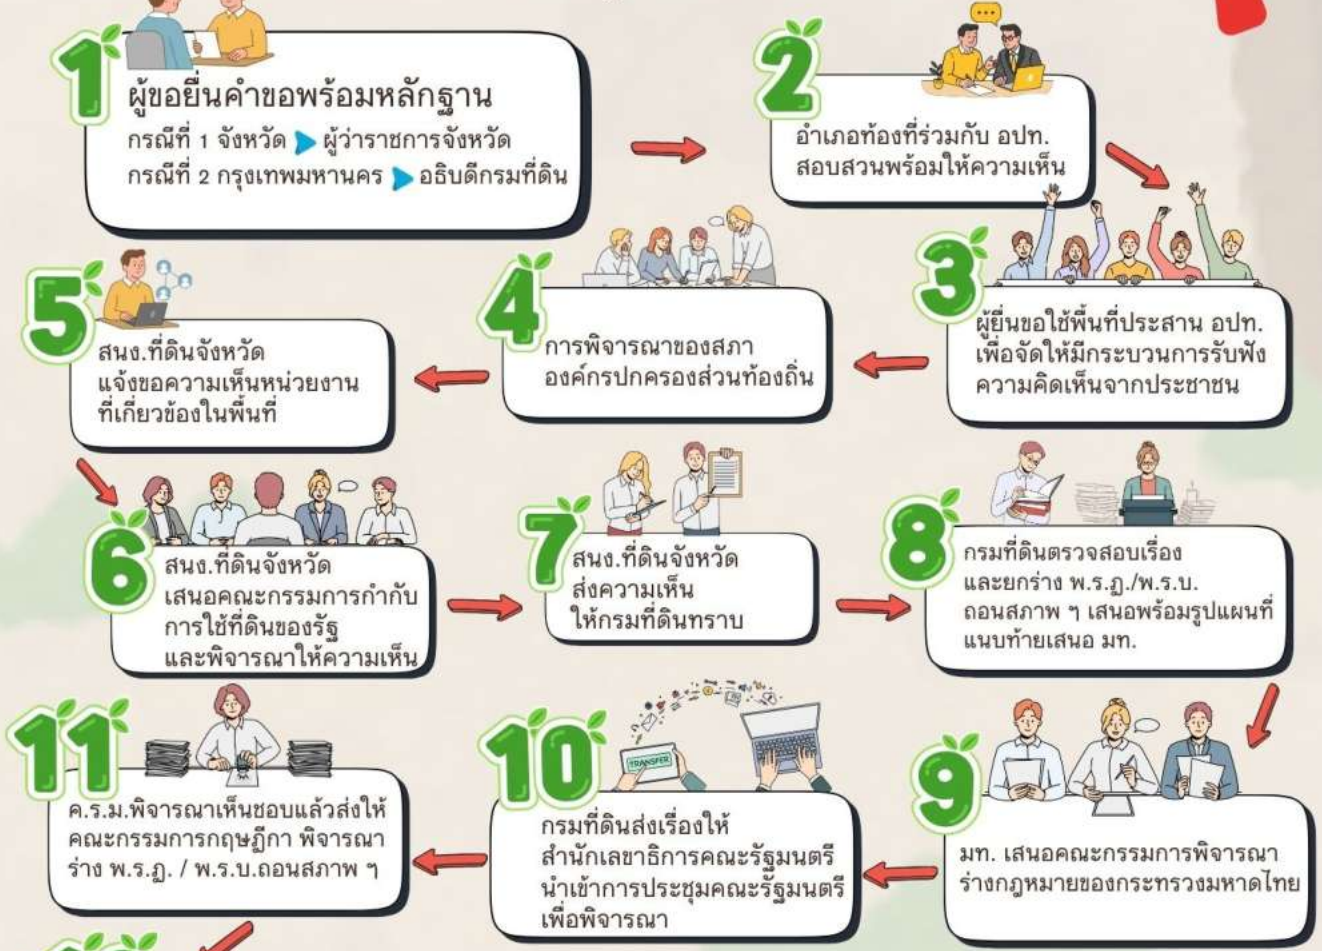 1
ผู้ขอยื่นคำขอพร้อมหลักฐาน
กรณีที่ 1 จังหวัด ผู้ว่าราชการจังหวัด
กรณีที่ 2 กรุงเทพมหานคร อธิบดีกรมที่ดิน
2
อำเภอท้องที่ร่วมกับ อปท.
สอบสวนพร้อมให้ความเห็น
3
ผู้ยื่นขอใช้พื้นที่ประสาน อปท.
เพื่อจัดให้มีกระบวนการรับฟัง
ความคิดเห็นจากประชาชน
4
การพิจารณาของสภา
องค์กรปกครองส่วนท้องถิ่น
5
สนง.ที่ดินจังหวัด
แจ้งขอความเห็นหน่วยงาน
ที่เกี่ยวข้องในพื้นที่
6
สนง.ที่ดินจังหวัด
เสนอคณะกรรมการกำกับ
การใช้ที่ดินของรัฐ
และพิจารณาให้ความเห็น
7
สนง.ที่ดินจังหวัด
ส่งความเห็น
ให้กรมที่ดินทราบ
8
กรมที่ดินตรวจสอบเรื่อง
และยกร่าง พ.ร.ฎ./พ.ร.บ.
ถอนสภาพ ๆ เสนอพร้อมรูปแผนที่
แนบท้ายเสนอ มท.
9
มท. เสนอคณะกรรมการพิจารณา
ร่างกฎหมายของกระทรวงมหาดไทย
10
TRANSFER
กรมที่ดินส่งเรื่องให้
สำนักเลขาธิการคณะรัฐมนตรี
นำเข้าการประชุมคณะรัฐมนตรี
เพื่อพิจารณา
11
ค.ร.ม.พิจารณาเห็นชอบแล้วส่งให้
คณะกรรมการกฤษฎีกา พิจารณา
ร่าง พ.ร.ฎ. / พ.ร.บ.ถอนสภาพ ๆ